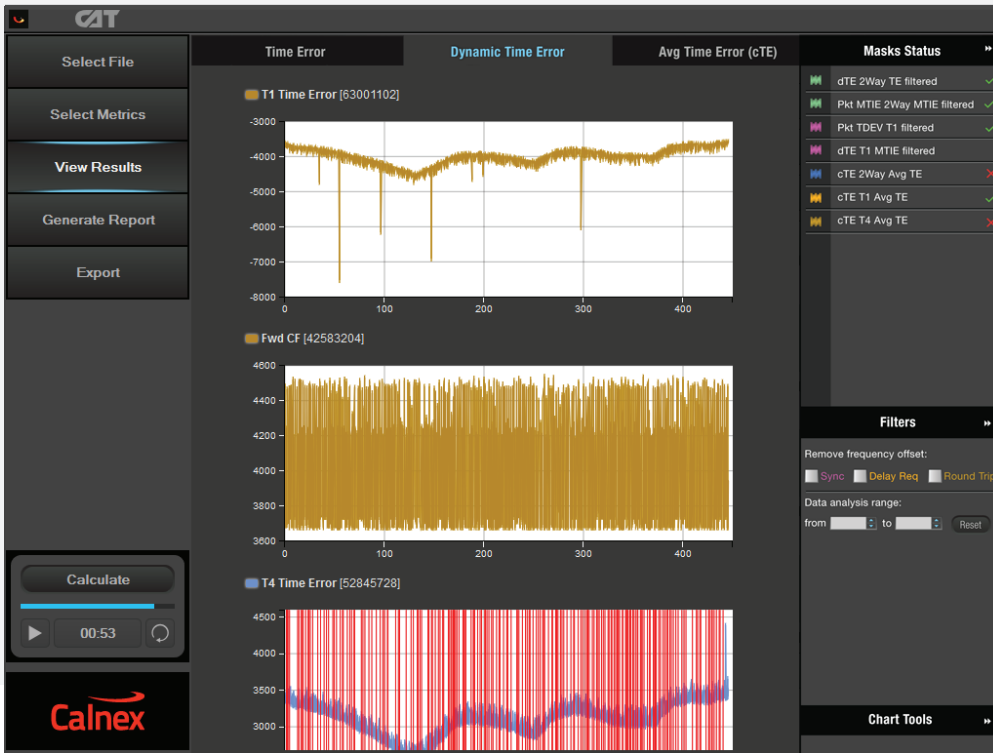 CAT
Select File
Select Metrics
View Results
Generate Report
Export
Calculate
00:53
Calnex
Time Error
Dynamic Time Error
Avg Time Error (cTE)
T1 Time Error [63001102]
-3000
-4000
-5000
-6000
-7000
-8000
0 100 200 300 400
Fwd CF [42583204]
4600
4400
4200
4000
3800
3600
0 100 200 300 400
T4 Time Error [52845728]
4500
4000
3500
3000
Masks Status
dTE 2Way TE filtered
Pkt MTIE 2Way MTIE filtered
Pkt TDEV T1 filtered
dTE T1 MTIE filtered
cTE 2Way Avg TE
cTE T1 Avg TE
cTE T4 Avg TE
Filters
Remove frequency offset:
Sync Delay Req Round Trip
Data analysis range:
from to Reset
Chart Tools